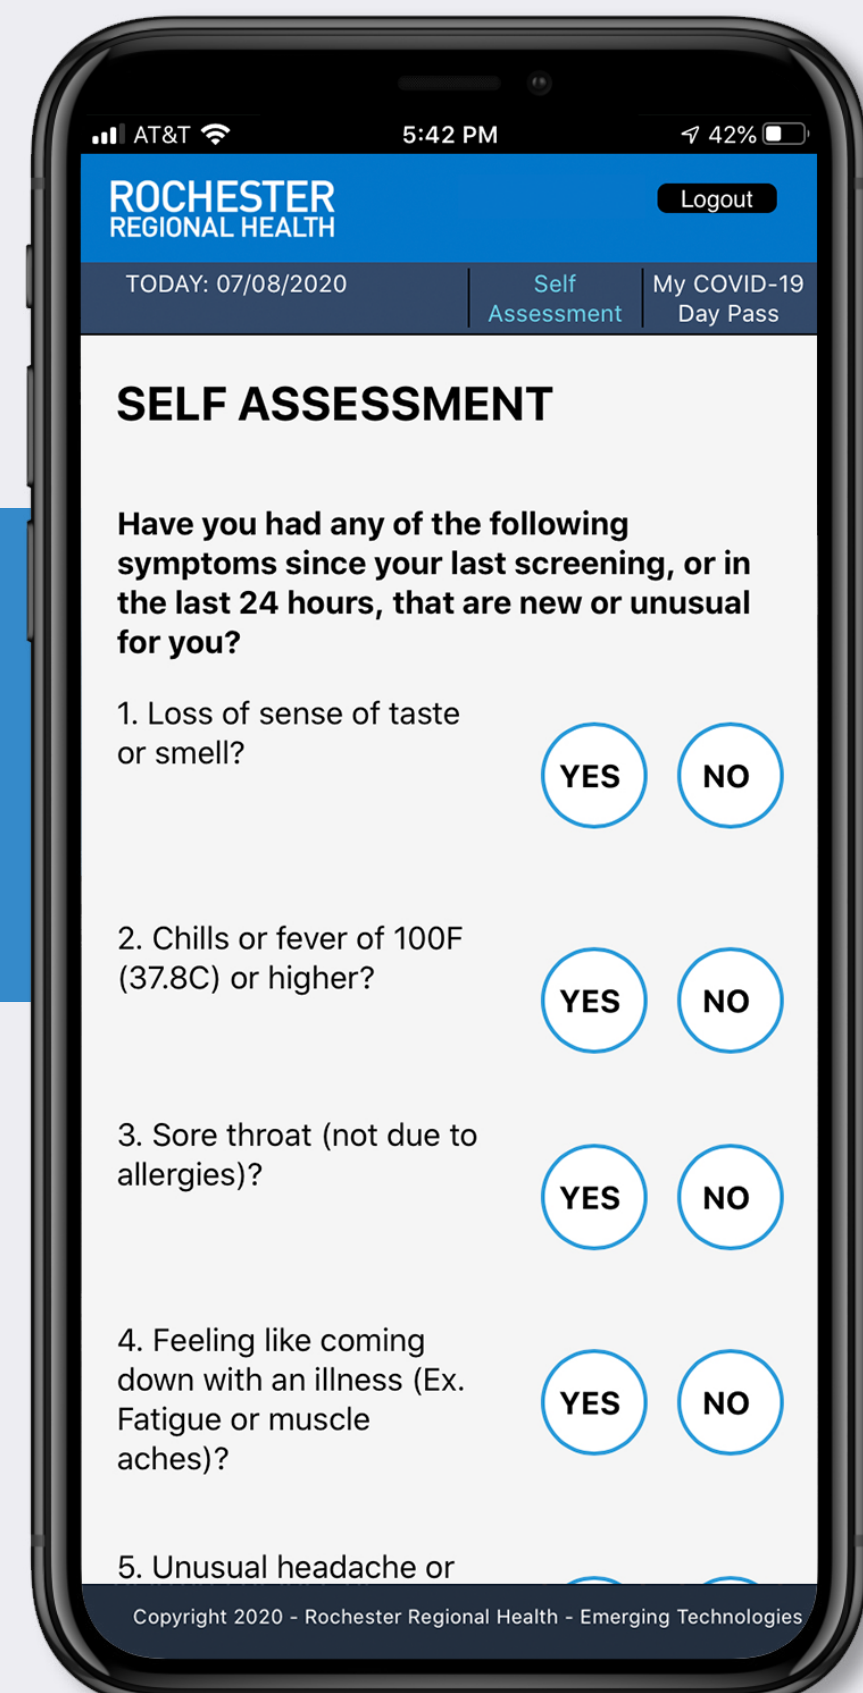 AT&T 5:42 PM 42%
ROCHESTER
REGIONAL HEALTH
Logout
TODAY: 07/08/2020
Self
Assessment
My COVID-19
Day Pass
SELF ASSESSMENT
Have you had any of the following
symptoms since your last screening, or in
the last 24 hours, that are new or unusual
for you?
1. Loss of sense of taste
or smell?
YES NO
2. Chills or fever of 100F
(37.8C) or higher?
YES NO
3. Sore throat (not due to
allergies)?
YES NO
4. Feeling like coming
down with an illness (Ex.
Fatigue or muscle
aches)?
YES NO
5. Unusual headache or
Copyright 2020 - Rochester Regional Health - Emerging Technologies